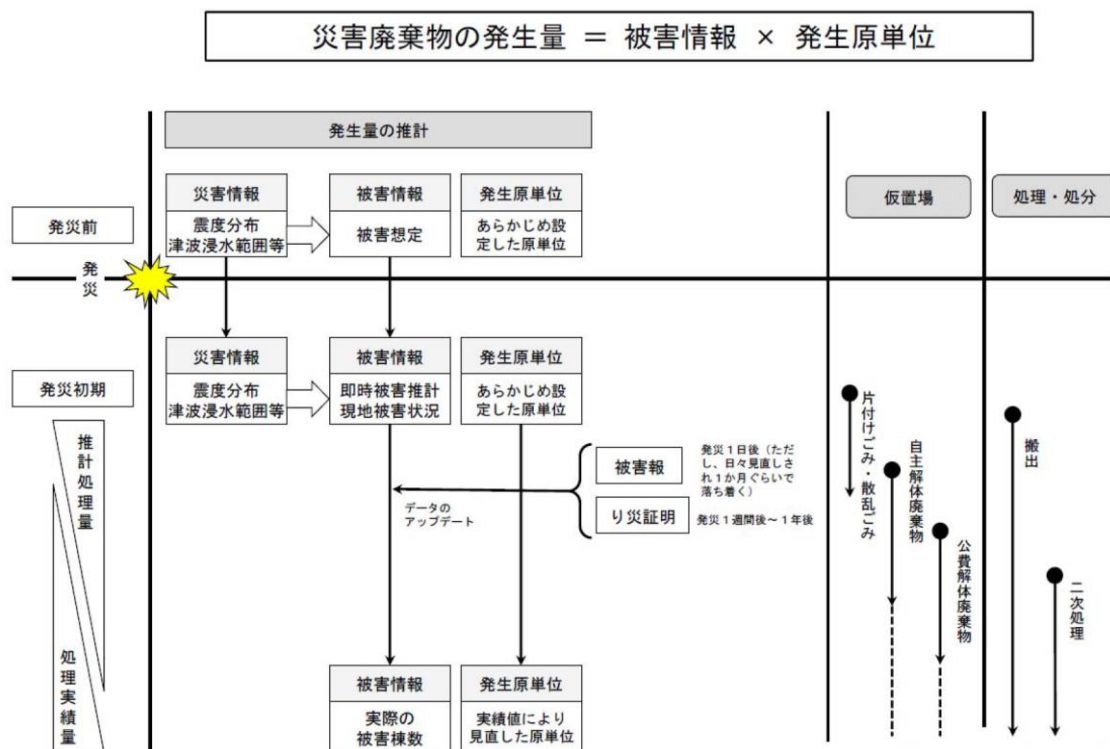 災害廃棄物の発生量 ＝ 被害情報 × 発生原単位
発生量の推計
仮置場
処理・処分
発災前
災害情報
震度分布
津波浸水範囲等
被害情報
被害想定
発生原単位
あらかじめ設
定した原単位
発災
発災初期
災害情報
震度分布
津波浸水範囲等
被害情報
即時被害推計
現地被害状況
発生原単位
あらかじめ設
定した原単位
推計処理量
処理実績量
データの
アップデート
被害報
発災１日後（ただ
し、日々見直しさ
れ１か月ぐらいで
落ち着く）
り災証明
発災１週間後～１年後
被害情報
実際の
被害棟数
発生原単位
実績値により
見直した原単位
片付けごみ・散乱ごみ
自主解体廃棄物
公費解体廃棄物
搬出
二次処理